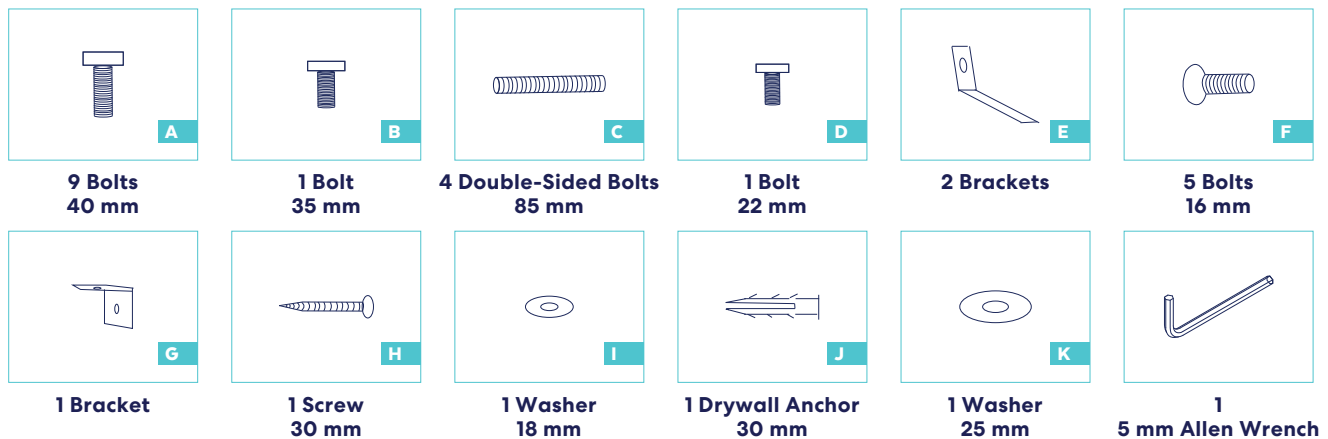 A
B
C
D
E
F
9 Bolts
40 mm
1 Bolt
35 mm
4 Double-Sided Bolts
85 mm
1 Bolt
22 mm
2 Brackets
5 Bolts
16 mm
G
H
I
J
K
1 Bracket
1 Screw
30 mm
1 Washer
18 mm
1 Drywall Anchor
30 mm
1 Washer
25 mm
1
5 mm Allen Wrench